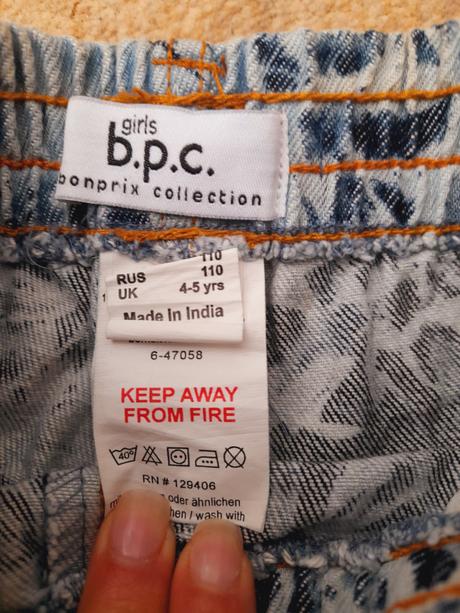 girls
b.p.c.
bonprix collection
110
RUS 110
UK 4-5 yrs
Made In India
6-47058
KEEP AWAY
FROM FIRE
40°
RN # 129406
oder ähnlichen
/ wash with